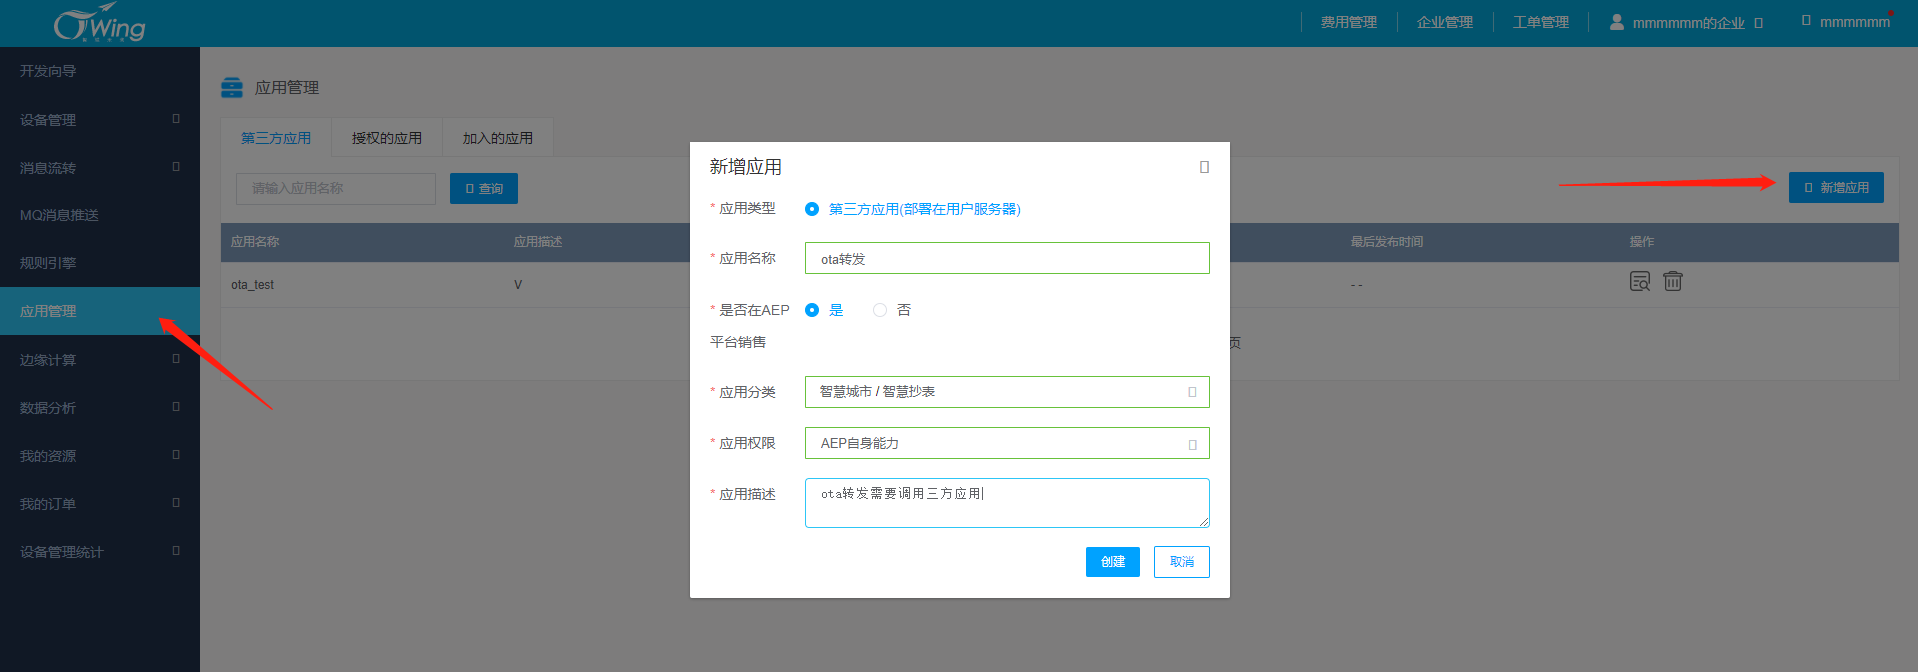 Wing
费用管理
企业管理
工单管理
mmmmmm的企业
mmmmmm
开发向导
设备管理
消息流转
MQ消息推送
规则引擎
应用管理
边缘计算
数据分析
我的资源
我的订单
设备管理统计
应用管理
第三方应用
授权的应用
加入的应用
请输入应用名称
查询
新增应用
应用名称
应用描述
最后发布时间
操作
ota_test
V
- -
页
新增应用
* 应用类型
第三方应用(部署在用户服务器)
* 应用名称
ota转发
* 是否在AEP
平台销售
是
否
* 应用分类
智慧城市 / 智慧抄表
* 应用权限
AEP自身能力
* 应用描述
ota转发需要调用三方应用
创建
取消